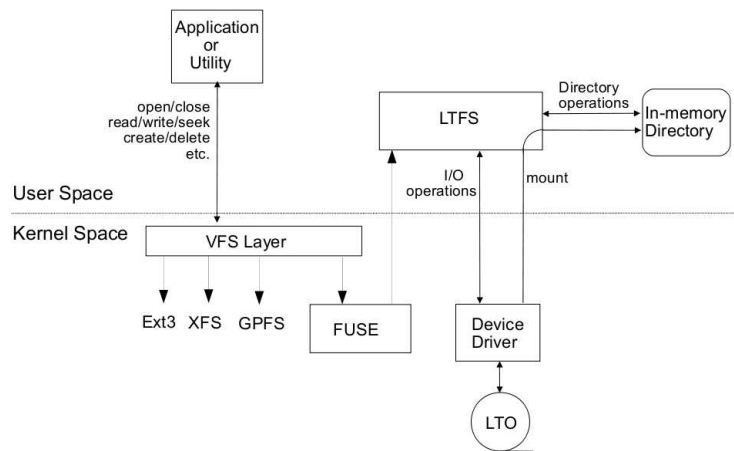 Application
or
Utility
open/close
read/write/seek
create/delete
etc.
LTFS
Directory
operations
In-memory
Directory
I/O
operations
mount
User Space
Kernel Space
VFS Layer
Ext3
XFS
GPFS
FUSE
Device
Driver
LTO